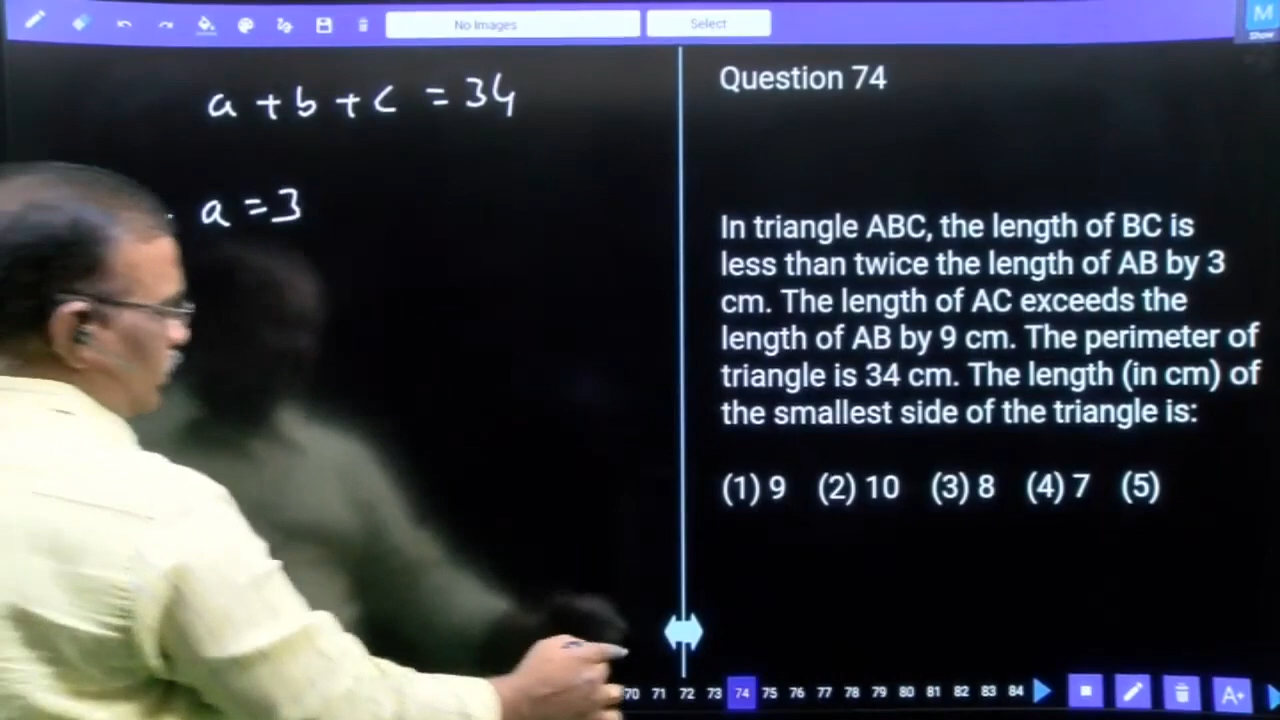 No Images
Select
M
Show
a + b + c = 34
a = 3
Question 74
In triangle ABC, the length of BC is
less than twice the length of AB by 3
cm. The length of AC exceeds the
length of AB by 9 cm. The perimeter of
triangle is 34 cm. The length (in cm) of
the smallest side of the triangle is:
(1) 9 (2) 10 (3) 8 (4) 7 (5)
70 71 72 73 74 75 76 77 78 79 80 81 82 83 84
A+